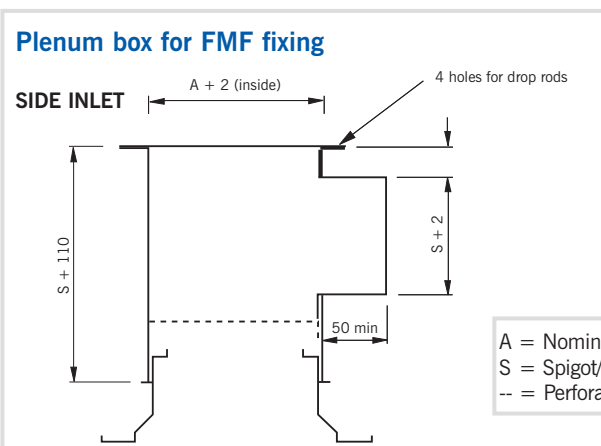 Plenum box for FMF fixing
SIDE INLET
A + 2 (inside)
4 holes for drop rods
S + 110
S + 2
50 min
A = Nomin
S = Spigot/
-- = Perfora